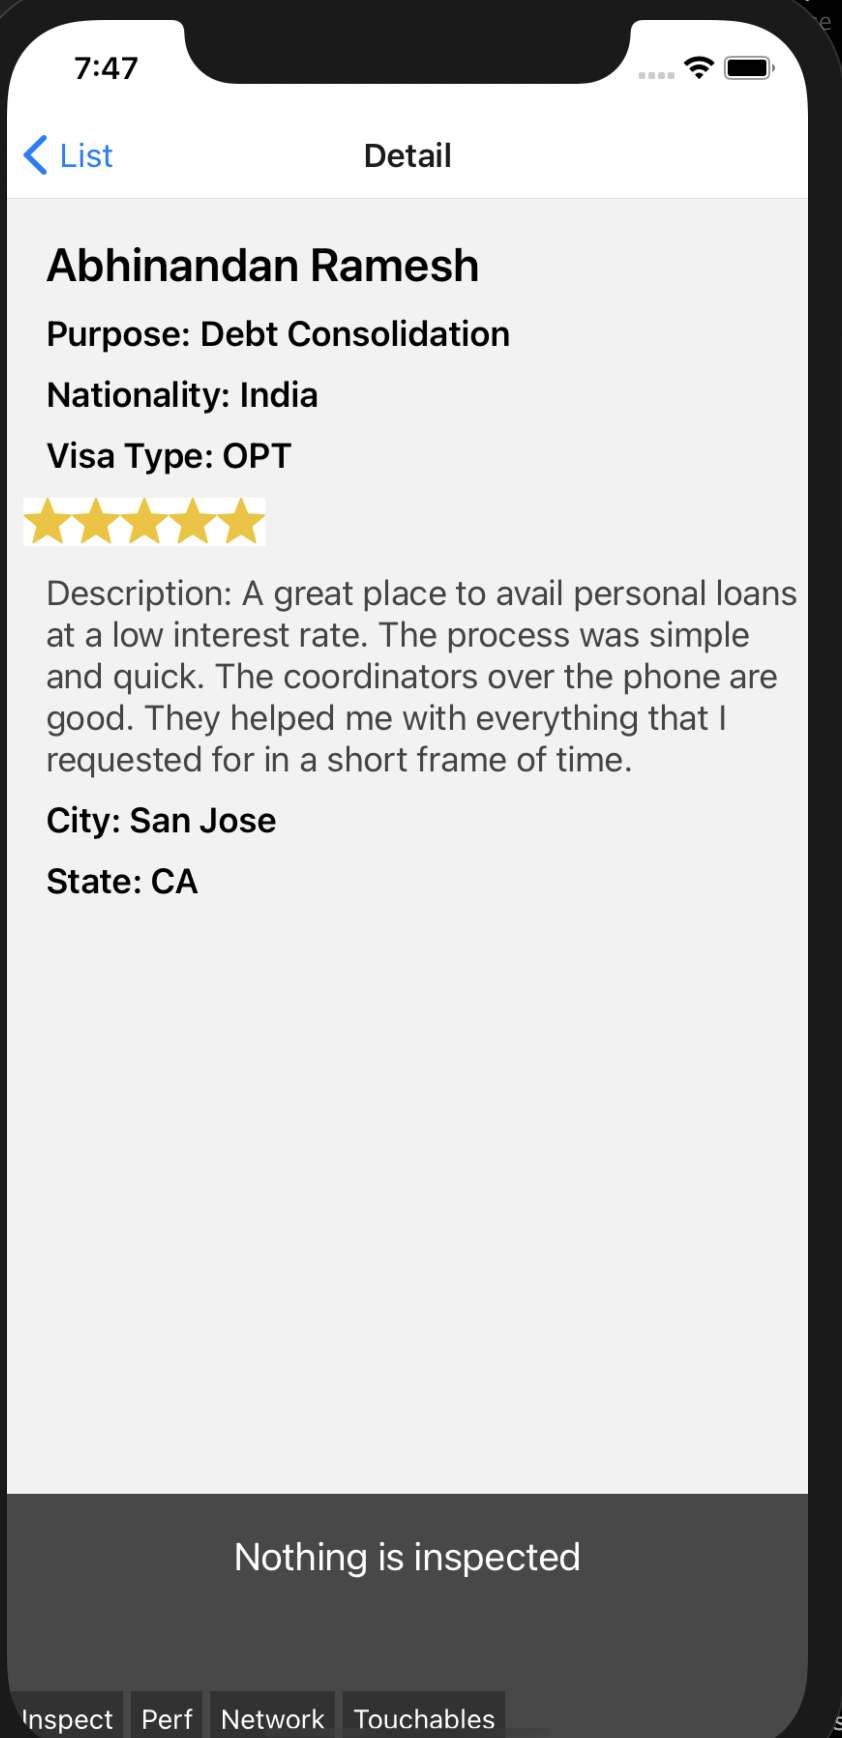 7:47
List
Detail
Abhinandan Ramesh
Purpose: Debt Consolidation
Nationality: India
Visa Type: OPT
Description: A great place to avail personal loans
at a low interest rate. The process was simple
and quick. The coordinators over the phone are
good. They helped me with everything that I
requested for in a short frame of time.
City: San Jose
State: CA
Nothing is inspected
Inspect Perf Network Touchables